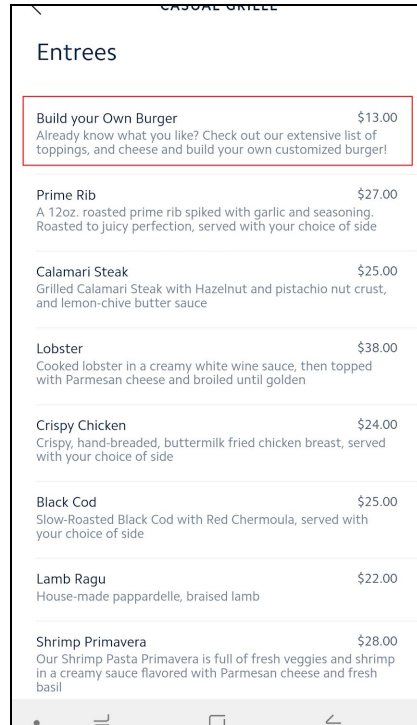 CASUAL GRILLE
Entrees
Build your Own Burger $13.00
Already know what you like? Check out our extensive list of
toppings, and cheese and build your own customized burger!
Prime Rib $27.00
A 12oz. roasted prime rib spiked with garlic and seasoning.
Roasted to juicy perfection, served with your choice of side
Calamari Steak $25.00
Grilled Calamari Steak with Hazelnut and pistachio nut crust,
and lemon-chive butter sauce
Lobster $38.00
Cooked lobster in a creamy white wine sauce, then topped
with Parmesan cheese and broiled until golden
Crispy Chicken $24.00
Crispy, hand-breaded, buttermilk fried chicken breast, served
with your choice of side
Black Cod $25.00
Slow-Roasted Black Cod with Red Chermoula, served with
your choice of side
Lamb Ragu $22.00
House-made pappardelle, braised lamb
Shrimp Primavera $28.00
Our Shrimp Pasta Primavera is full of fresh veggies and shrimp
in a creamy sauce flavored with Parmesan cheese and fresh
basil